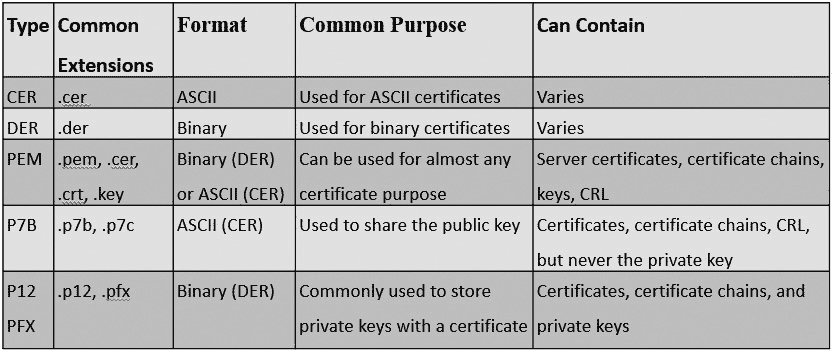 Type Common Extensions Format Common Purpose Can Contain
CER .cer ASCII Used for ASCII certificates Varies
DER .der Binary Used for binary certificates Varies
PEM .pem, .cer, .crt, .key Binary (DER) or ASCII (CER) Can be used for almost any certificate purpose Server certificates, certificate chains, keys, CRL
P7B .p7b, .p7c ASCII (CER) Used to share the public key Certificates, certificate chains, CRL, but never the private key
P12 PFX .p12, .pfx Binary (DER) Commonly used to store private keys with a certificate Certificates, certificate chains, and private keys